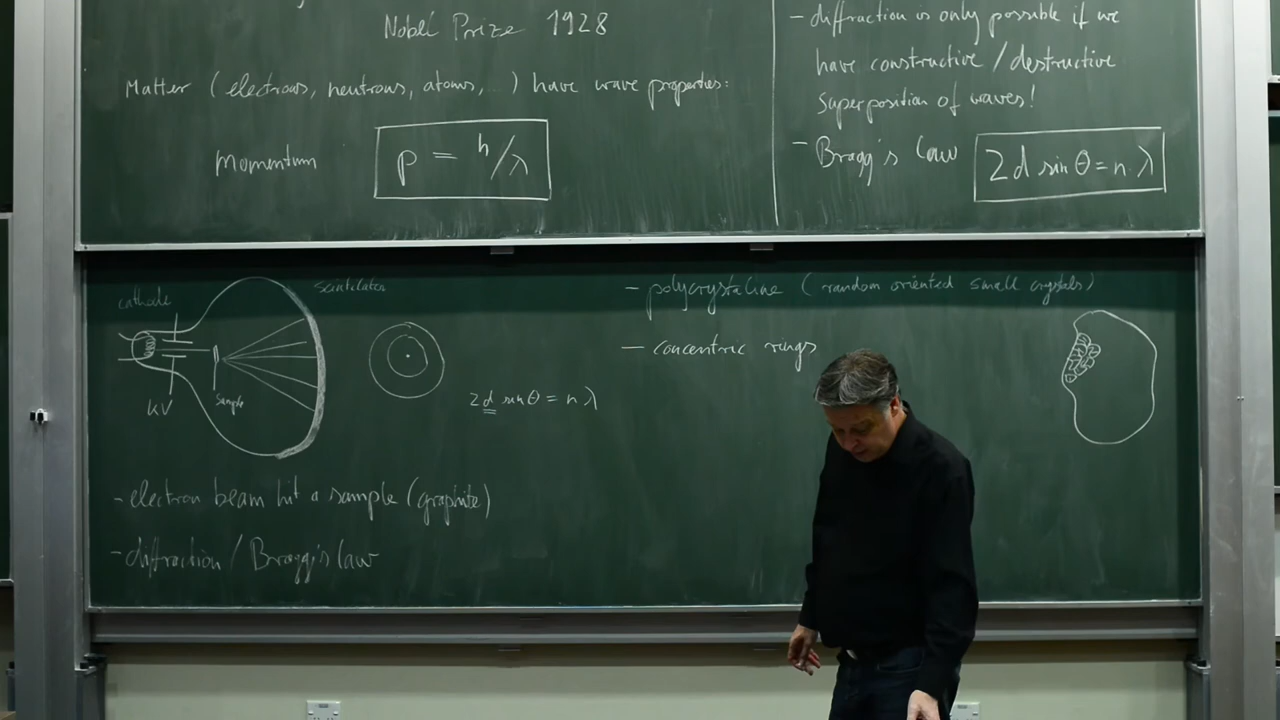 Nobel Prize 1928
Matter (electrons, neutrons, atoms, ...) have wave properties:
Momentum
p = h/λ
- diffraction is only possible if we
have constructive / destructive
superposition of waves!
- Bragg's law
2 d sin θ = n · λ
cathode
scintilator
KV
Sample
2 d sin θ = n λ
- electron beam hit a sample (graphite)
- diffraction / Bragg's law
- polycrystaline (random oriented small crystals)
- concentric rings